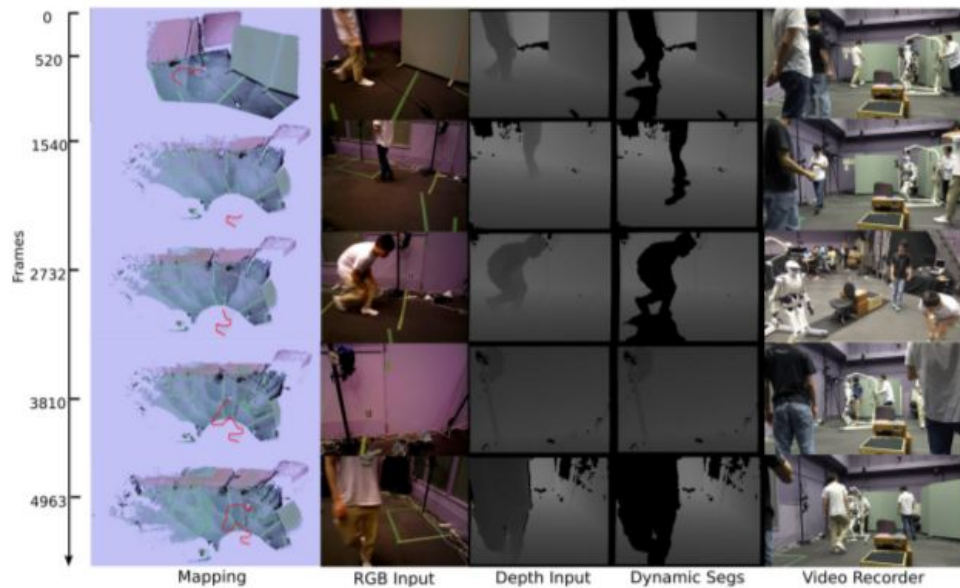 0
520
1540
2732
3810
4963
Frames
Mapping
RGB Input
Depth Input
Dynamic Segs
Video Recorder